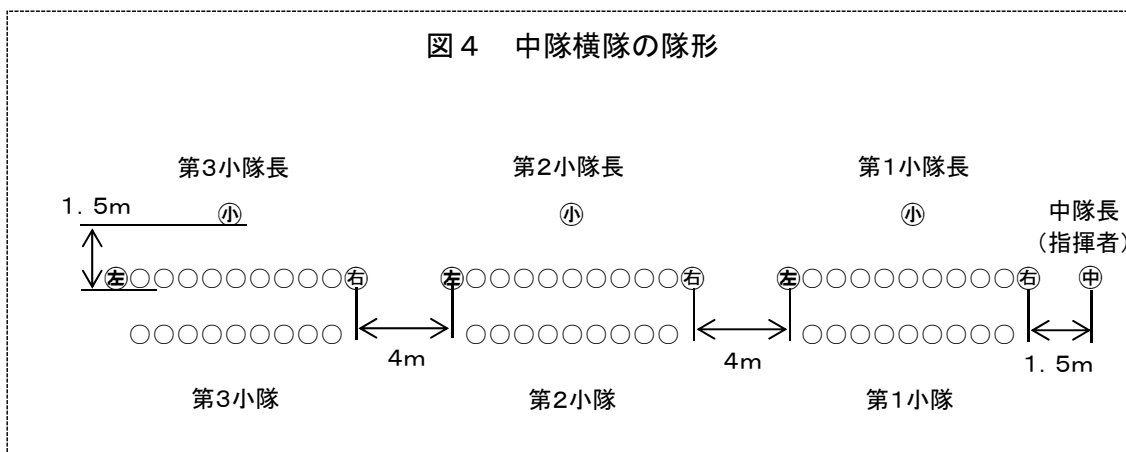 図4　中隊横隊の隊形
第3小隊長　第2小隊長　第1小隊長
1．5m　小　小　小　中隊長
（指揮者）
左○○○○○○○○○右　左○○○○○○○○○右　左○○○○○○○○○右　中
○○○○○○○○○　○○○○○○○○○　○○○○○○○○○
4m　4m　1．5m
第3小隊　第2小隊　第1小隊